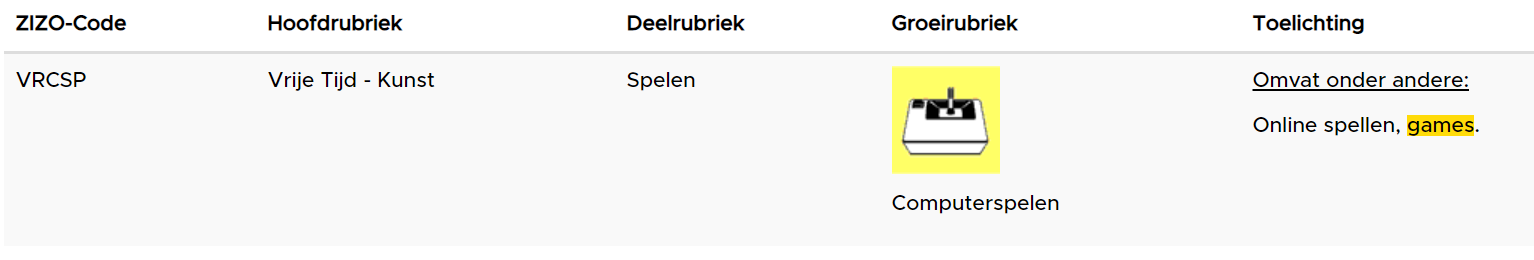 ZIZO-Code Hoofdrubriek Deelrubriek Groeirubriek Toelichting
VRCSP Vrije Tijd - Kunst Spelen Omvat onder andere:
Online spellen, games.
Computerspelen